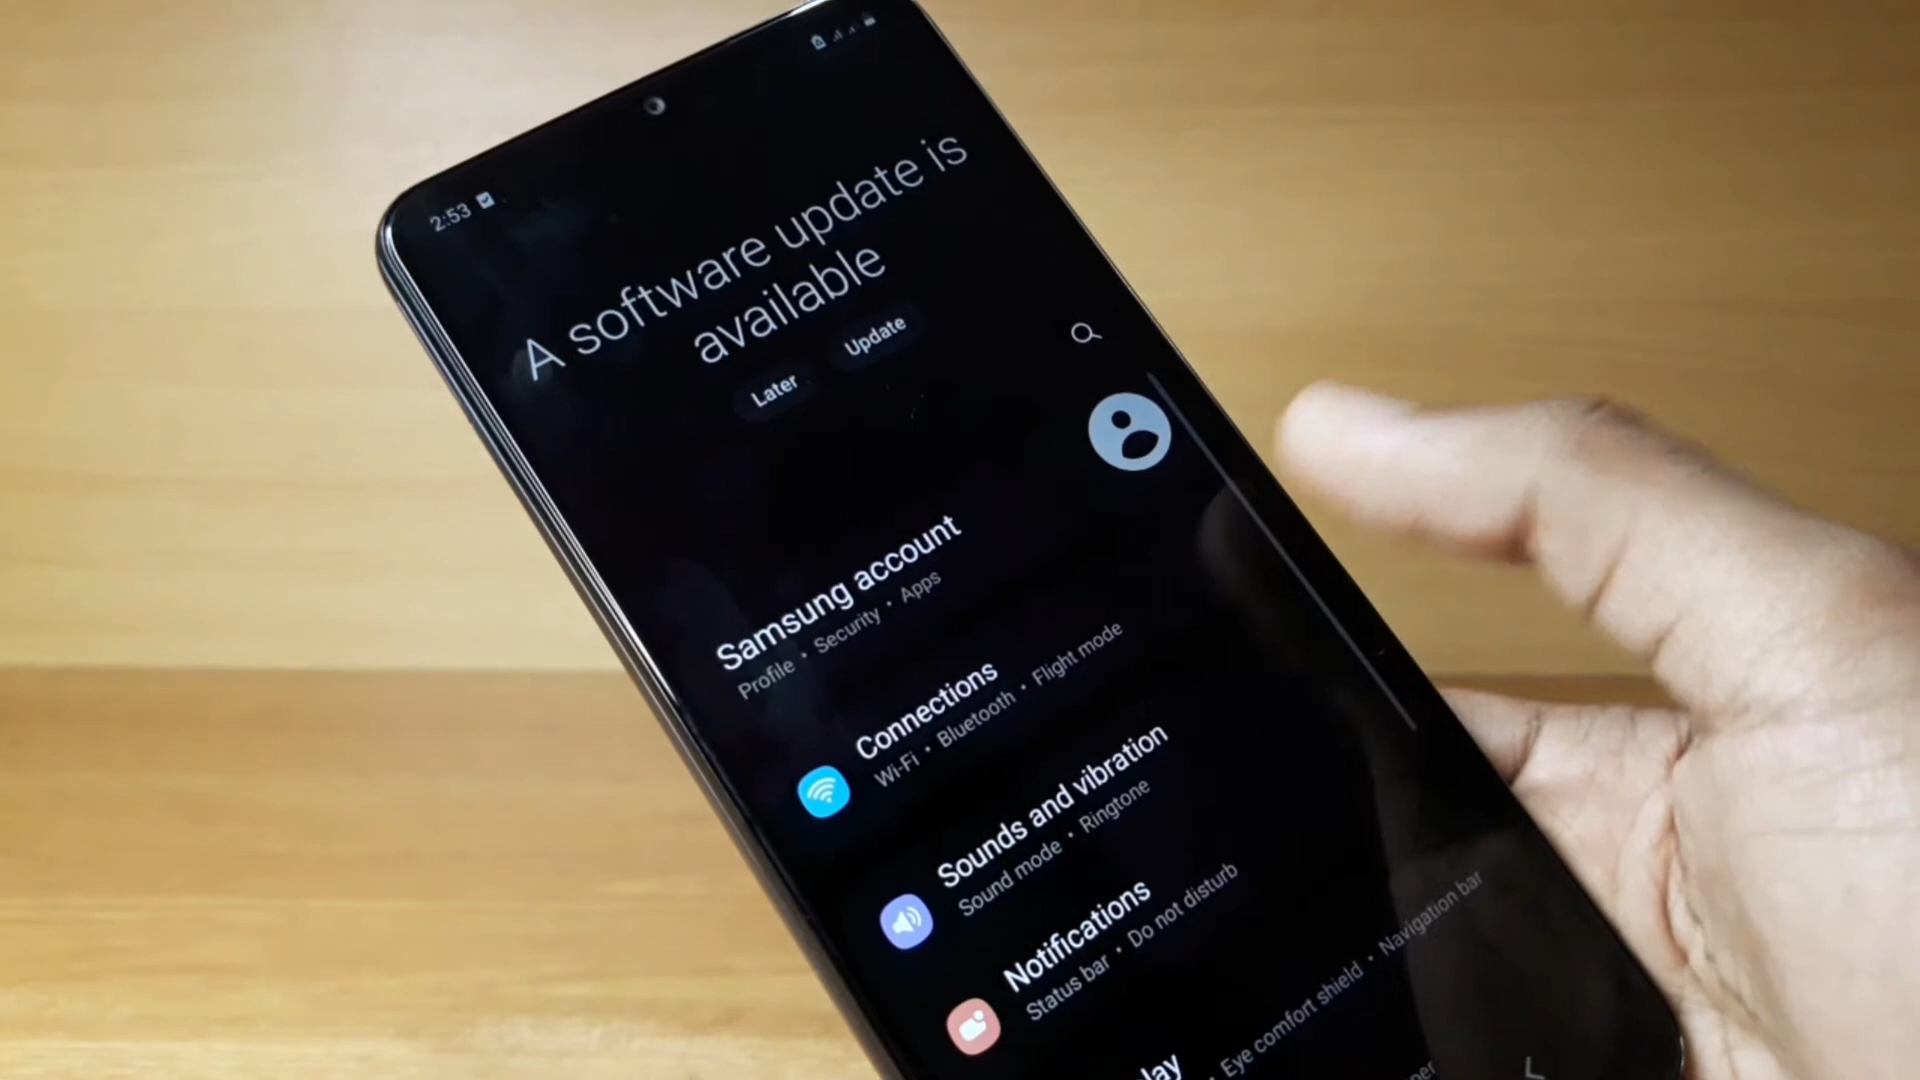 2:53
A software update is
available
Later
Update
Samsung account
Profile • Security • Apps
Connections
Wi-Fi • Bluetooth • Flight mode
Sounds and vibration
Sound mode • Ringtone
Notifications
Status bar • Do not disturb
Eye comfort shield • Navigation bar